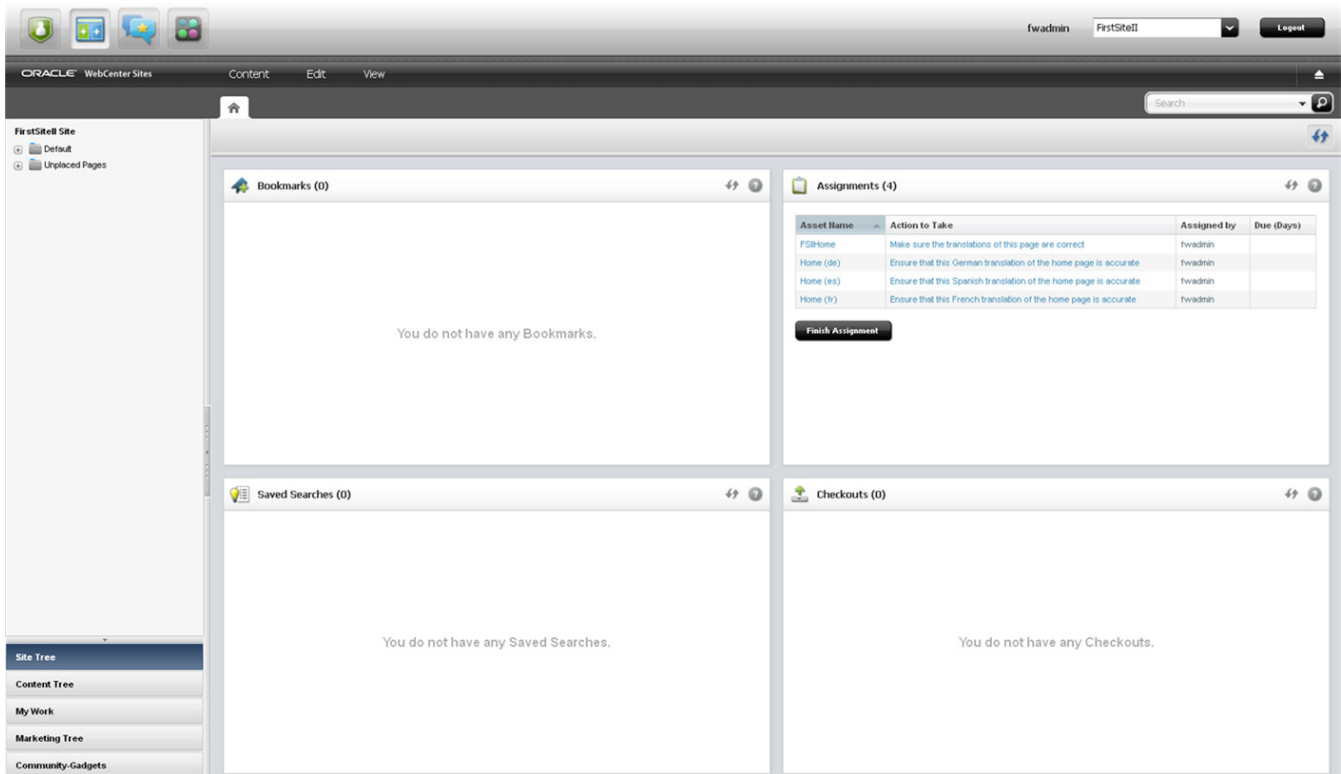 fwadmin FirstSiteII Logout
ORACLE WebCenter Sites Content Edit View
Search
FirstSiteII Site
Default
Unplaced Pages
Bookmarks (0)
You do not have any Bookmarks.
Assignments (4)
Asset Name Action to Take Assigned by Due (Days)
FSIIHome Make sure the translations of this page are correct fwadmin
Home (de) Ensure that this German translation of the home page is accurate fwadmin
Home (es) Ensure that this Spanish translation of the home page is accurate fwadmin
Home (fr) Ensure that this French translation of the home page is accurate fwadmin
Finish Assignment
Saved Searches (0)
You do not have any Saved Searches.
Checkouts (0)
You do not have any Checkouts.
Site Tree
Content Tree
My Work
Marketing Tree
Community-Gadgets